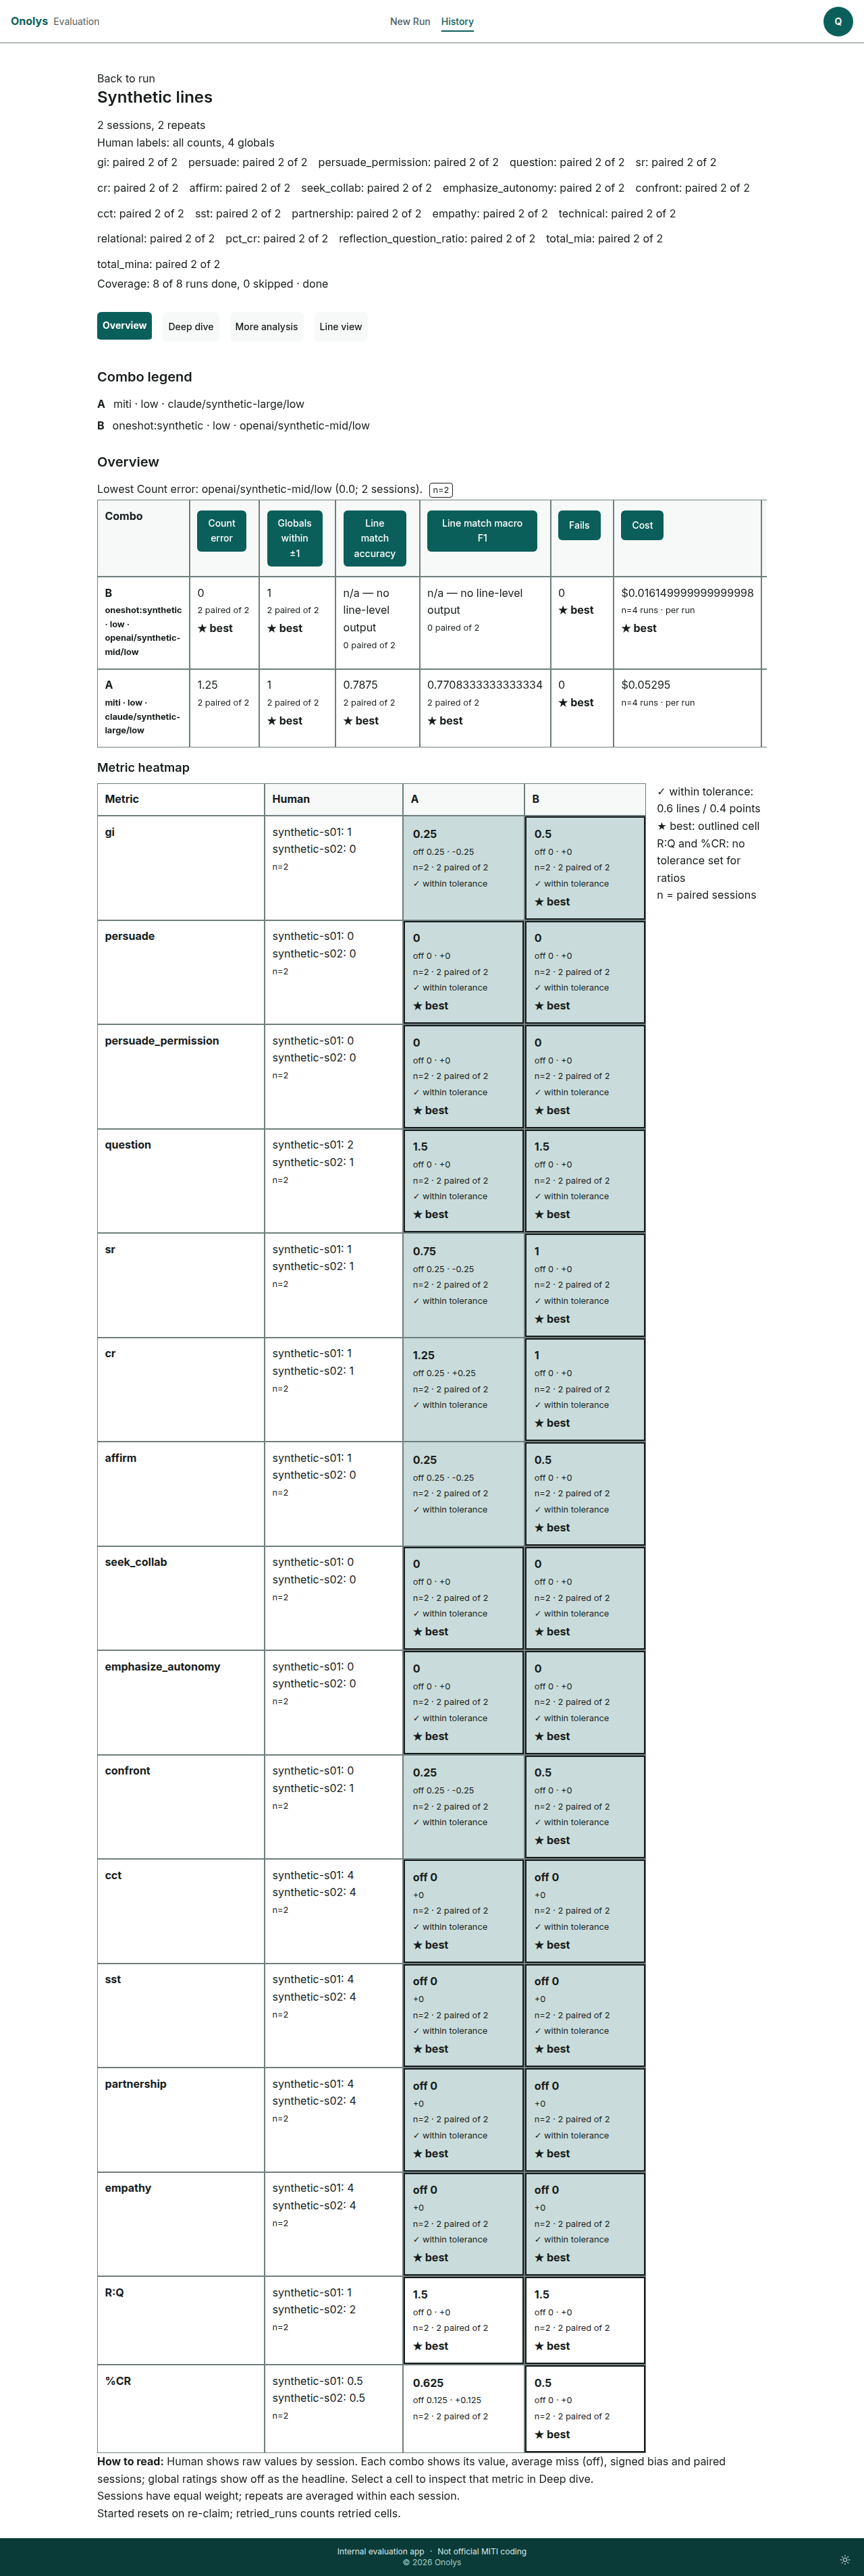 Onolys Evaluation
New Run History
Q
Back to run
Synthetic lines
2 sessions, 2 repeats
Human labels: all counts, 4 globals
gi: paired 2 of 2 persuade: paired 2 of 2 persuade_permission: paired 2 of 2 question: paired 2 of 2 sr: paired 2 of 2
cr: paired 2 of 2 affirm: paired 2 of 2 seek_collab: paired 2 of 2 emphasize_autonomy: paired 2 of 2 confront: paired 2 of 2
cct: paired 2 of 2 sst: paired 2 of 2 partnership: paired 2 of 2 empathy: paired 2 of 2 technical: paired 2 of 2
relational: paired 2 of 2 pct_cr: paired 2 of 2 reflection_question_ratio: paired 2 of 2 total_mia: paired 2 of 2
total_mina: paired 2 of 2
Coverage: 8 of 8 runs done, 0 skipped · done
Overview Deep dive More analysis Line view
Combo legend
A miti · low · claude/synthetic-large/low
B oneshot:synthetic · low · openai/synthetic-mid/low
Overview
Lowest Count error: openai/synthetic-mid/low (0.0; 2 sessions). n=2
Combo
Count
error
Globals
within
±1
Line
match
accuracy
Line match macro
F1
Fails
Cost
B
oneshot:synthetic
· low ·
openai/synthetic-
mid/low
0
2 paired of 2
★ best
1
2 paired of 2
★ best
n/a — no
line-level
output
0 paired of 2
n/a — no line-level
output
0 paired of 2
0
★ best
$0.016149999999999998
n=4 runs · per run
★ best
A
miti · low ·
claude/synthetic-
large/low
1.25
2 paired of 2
1
2 paired of 2
★ best
0.7875
2 paired of 2
★ best
0.7708333333333334
2 paired of 2
★ best
0
★ best
$0.05295
n=4 runs · per run
Metric heatmap
Metric Human A B
✓ within tolerance:
0.6 lines / 0.4 points
★ best: outlined cell
R:Q and %CR: no
tolerance set for
ratios
n = paired sessions
gi
synthetic-s01: 1
synthetic-s02: 0
n=2
0.25
off 0.25 · -0.25
n=2 · 2 paired of 2
✓ within tolerance
0.5
off 0 · +0
n=2 · 2 paired of 2
✓ within tolerance
★ best
persuade
synthetic-s01: 0
synthetic-s02: 0
n=2
0
off 0 · +0
n=2 · 2 paired of 2
✓ within tolerance
★ best
0
off 0 · +0
n=2 · 2 paired of 2
✓ within tolerance
★ best
persuade_permission
synthetic-s01: 0
synthetic-s02: 0
n=2
0
off 0 · +0
n=2 · 2 paired of 2
✓ within tolerance
★ best
0
off 0 · +0
n=2 · 2 paired of 2
✓ within tolerance
★ best
question
synthetic-s01: 2
synthetic-s02: 1
n=2
1.5
off 0 · +0
n=2 · 2 paired of 2
✓ within tolerance
★ best
1.5
off 0 · +0
n=2 · 2 paired of 2
✓ within tolerance
★ best
sr
synthetic-s01: 1
synthetic-s02: 1
n=2
0.75
off 0.25 · -0.25
n=2 · 2 paired of 2
✓ within tolerance
1
off 0 · +0
n=2 · 2 paired of 2
✓ within tolerance
★ best
cr
synthetic-s01: 1
synthetic-s02: 1
n=2
1.25
off 0.25 · +0.25
n=2 · 2 paired of 2
✓ within tolerance
1
off 0 · +0
n=2 · 2 paired of 2
✓ within tolerance
★ best
affirm
synthetic-s01: 1
synthetic-s02: 0
n=2
0.25
off 0.25 · -0.25
n=2 · 2 paired of 2
✓ within tolerance
0.5
off 0 · +0
n=2 · 2 paired of 2
✓ within tolerance
★ best
seek_collab
synthetic-s01: 0
synthetic-s02: 0
n=2
0
off 0 · +0
n=2 · 2 paired of 2
✓ within tolerance
★ best
0
off 0 · +0
n=2 · 2 paired of 2
✓ within tolerance
★ best
emphasize_autonomy
synthetic-s01: 0
synthetic-s02: 0
n=2
0
off 0 · +0
n=2 · 2 paired of 2
✓ within tolerance
★ best
0
off 0 · +0
n=2 · 2 paired of 2
✓ within tolerance
★ best
confront
synthetic-s01: 0
synthetic-s02: 1
n=2
0.25
off 0.25 · -0.25
n=2 · 2 paired of 2
✓ within tolerance
0.5
off 0 · +0
n=2 · 2 paired of 2
✓ within tolerance
★ best
cct
synthetic-s01: 4
synthetic-s02: 4
n=2
off 0
+0
n=2 · 2 paired of 2
✓ within tolerance
★ best
off 0
+0
n=2 · 2 paired of 2
✓ within tolerance
★ best
sst
synthetic-s01: 4
synthetic-s02: 4
n=2
off 0
+0
n=2 · 2 paired of 2
✓ within tolerance
★ best
off 0
+0
n=2 · 2 paired of 2
✓ within tolerance
★ best
partnership
synthetic-s01: 4
synthetic-s02: 4
n=2
off 0
+0
n=2 · 2 paired of 2
✓ within tolerance
★ best
off 0
+0
n=2 · 2 paired of 2
✓ within tolerance
★ best
empathy
synthetic-s01: 4
synthetic-s02: 4
n=2
off 0
+0
n=2 · 2 paired of 2
✓ within tolerance
★ best
off 0
+0
n=2 · 2 paired of 2
✓ within tolerance
★ best
R:Q
synthetic-s01: 1
synthetic-s02: 2
n=2
1.5
off 0 · +0
n=2 · 2 paired of 2
★ best
1.5
off 0 · +0
n=2 · 2 paired of 2
★ best
%CR
synthetic-s01: 0.5
synthetic-s02: 0.5
n=2
0.625
off 0.125 · +0.125
n=2 · 2 paired of 2
0.5
off 0 · +0
n=2 · 2 paired of 2
★ best
How to read: Human shows raw values by session. Each combo shows its value, average miss (off), signed bias and paired
sessions; global ratings show off as the headline. Select a cell to inspect that metric in Deep dive.
Sessions have equal weight; repeats are averaged within each session.
Started resets on re-claim; retried_runs counts retried cells.
Internal evaluation app · Not official MITI coding
© 2026 Onolys